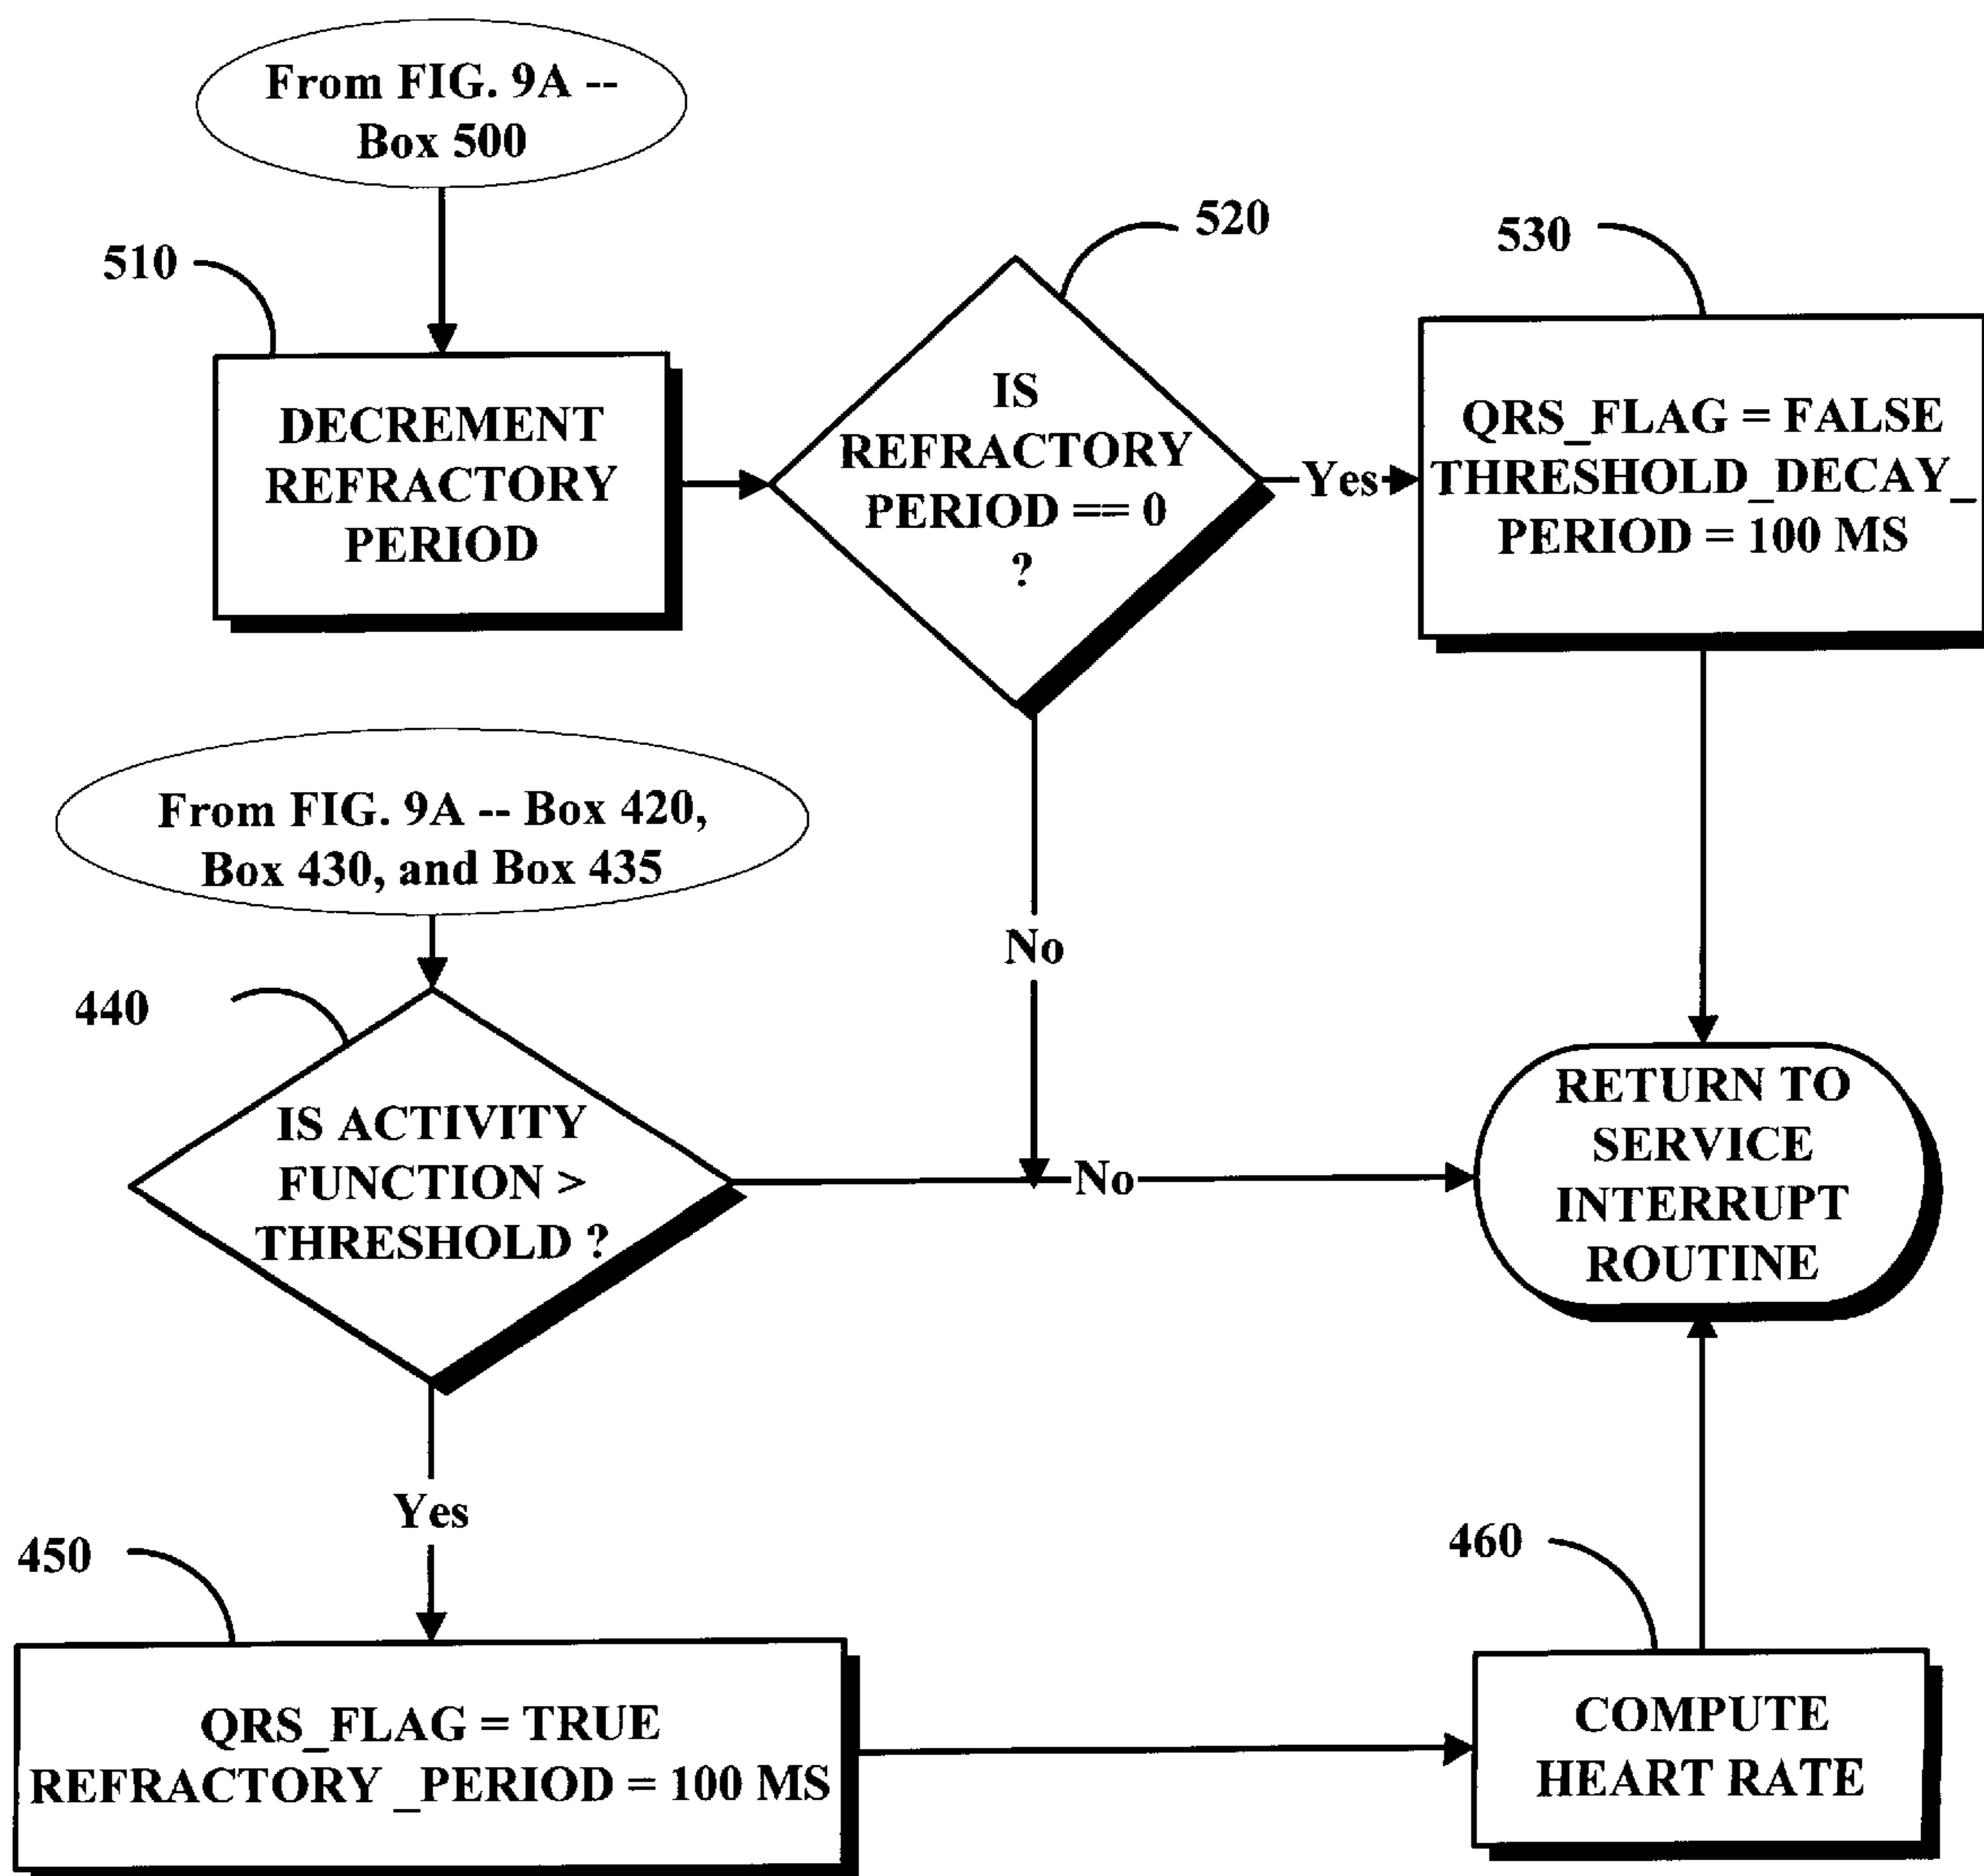 From FIG. 9A --
Box 500
510
DECREMENT
REFRACTORY
PERIOD
520
IS
REFRACTORY
PERIOD == 0
?
Yes
530
QRS_FLAG = FALSE
THRESHOLD_DECAY_
PERIOD = 100 MS
No
From FIG. 9A -- Box 420,
Box 430, and Box 435
440
IS ACTIVITY
FUNCTION >
THRESHOLD ?
No
RETURN TO
SERVICE
INTERRUPT
ROUTINE
Yes
450
QRS_FLAG = TRUE
REFRACTORY _PERIOD = 100 MS
460
COMPUTE
HEART RATE